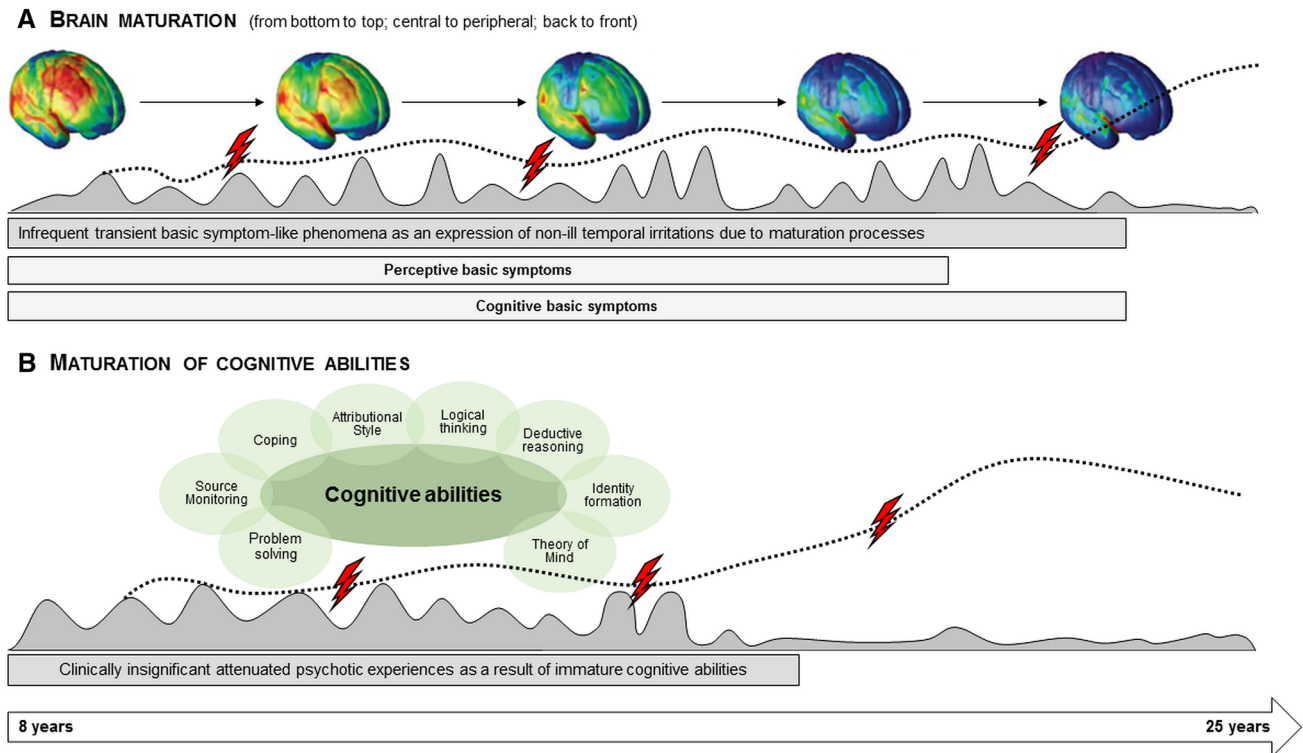 A BRAIN MATURATION (from bottom to top; central to peripheral; back to front)
Infrequent transient basic symptom-like phenomena as an expression of non-ill temporal irritations due to maturation processes
Perceptive basic symptoms
Cognitive basic symptoms
B MATURATION OF COGNITIVE ABILITIES
Attributional
Style
Logical
thinking
Coping
Deductive
reasoning
Source
Monitoring
Cognitive abilities
Identity
formation
Problem
solving
Theory of
Mind
Clinically insignificant attenuated psychotic experiences as a result of immature cognitive abilities
8 years
25 years